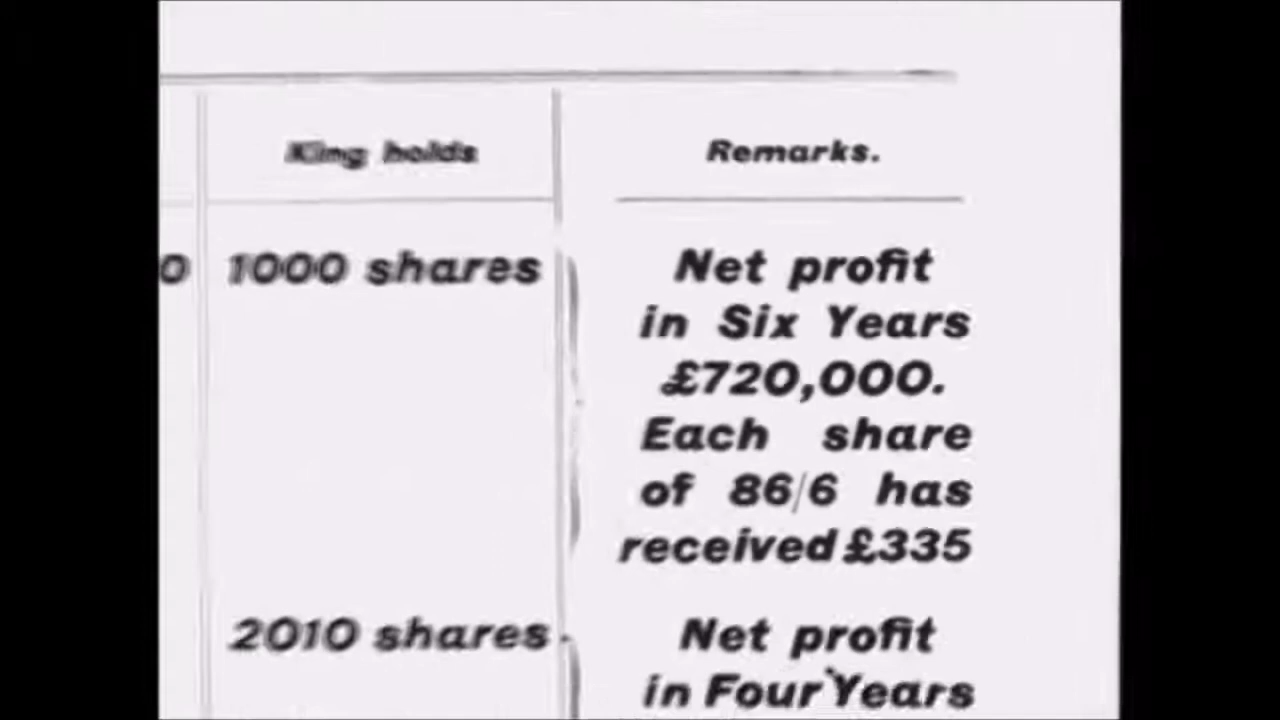 King holds
Remarks.
0 1000 shares
Net profit
in Six Years
£720,000.
Each share
of 86/6 has
received £335
2010 shares
Net profit
in Four Years